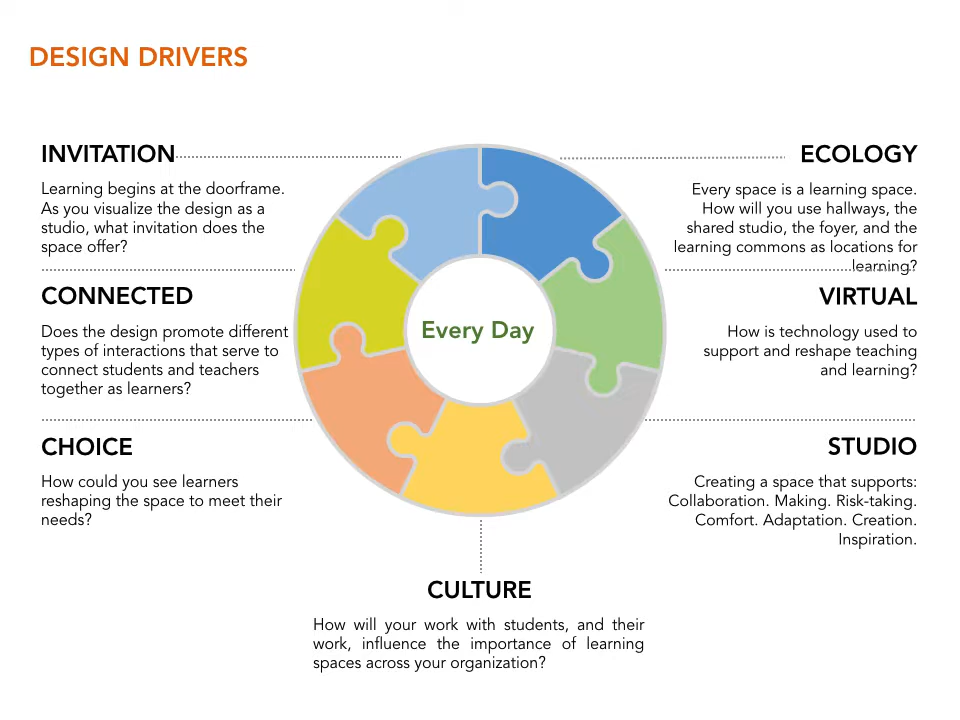 DESIGN DRIVERS
INVITATION
Learning begins at the doorframe.
As you visualize the design as a
studio, what invitation does the
space offer?
CONNECTED
Does the design promote different
types of interactions that serve to
connect students and teachers
together as learners?
CHOICE
How could you see learners
reshaping the space to meet their
needs?
Every Day
ECOLOGY
Every space is a learning space.
How will you use hallways, the
shared studio, the foyer, and the
learning commons as locations for
learning?
VIRTUAL
How is technology used to
support and reshape teaching
and learning?
STUDIO
Creating a space that supports:
Collaboration. Making. Risk-taking.
Comfort. Adaptation. Creation.
Inspiration.
CULTURE
How will your work with students, and their
work, influence the importance of learning
spaces across your organization?